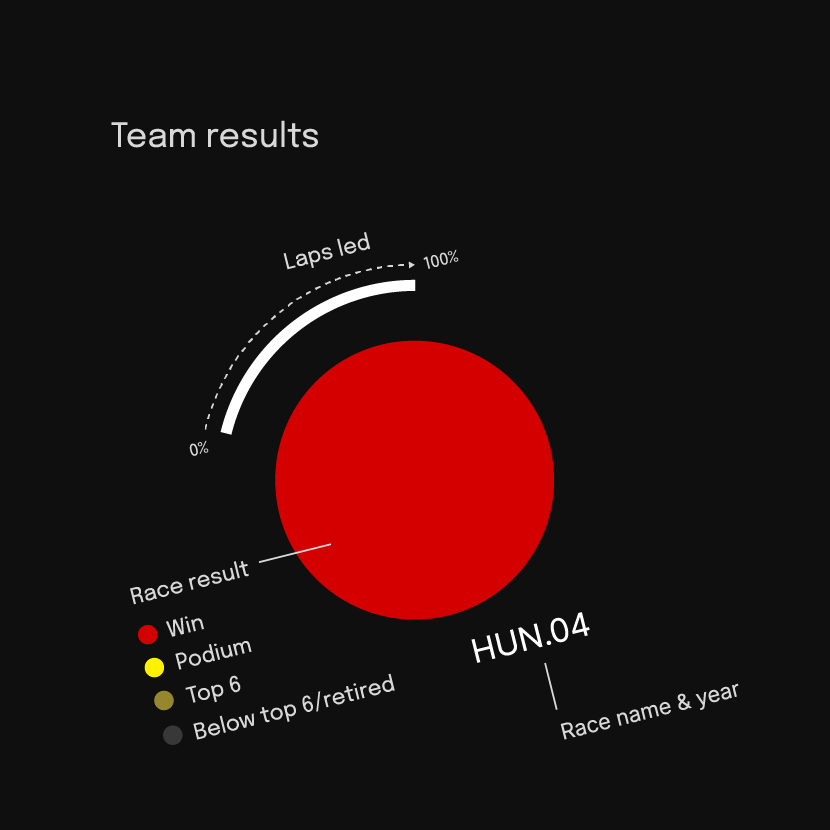 Team results
Laps led
100%
0%
Race result
Win
Podium
Top 6
Below top 6/retired
HUN.04
Race name & year